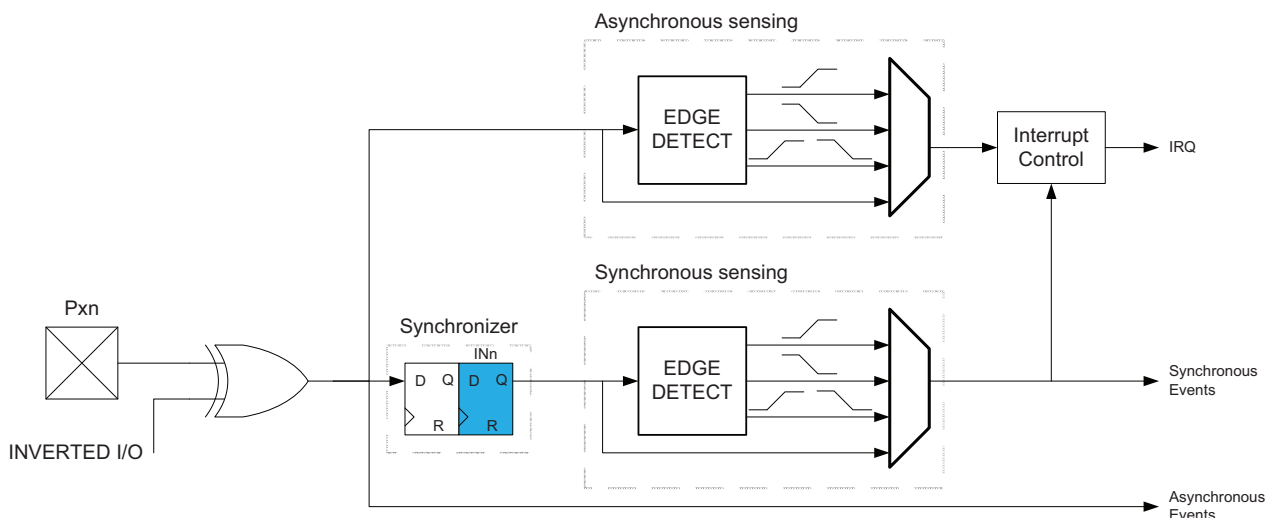 Asynchronous sensing
EDGE
DETECT
Interrupt
Control
IRQ
Synchronous sensing
Pxn
Synchronizer
INn
D Q D Q
R R
EDGE
DETECT
Synchronous
Events
INVERTED I/O
Asynchronous
Events